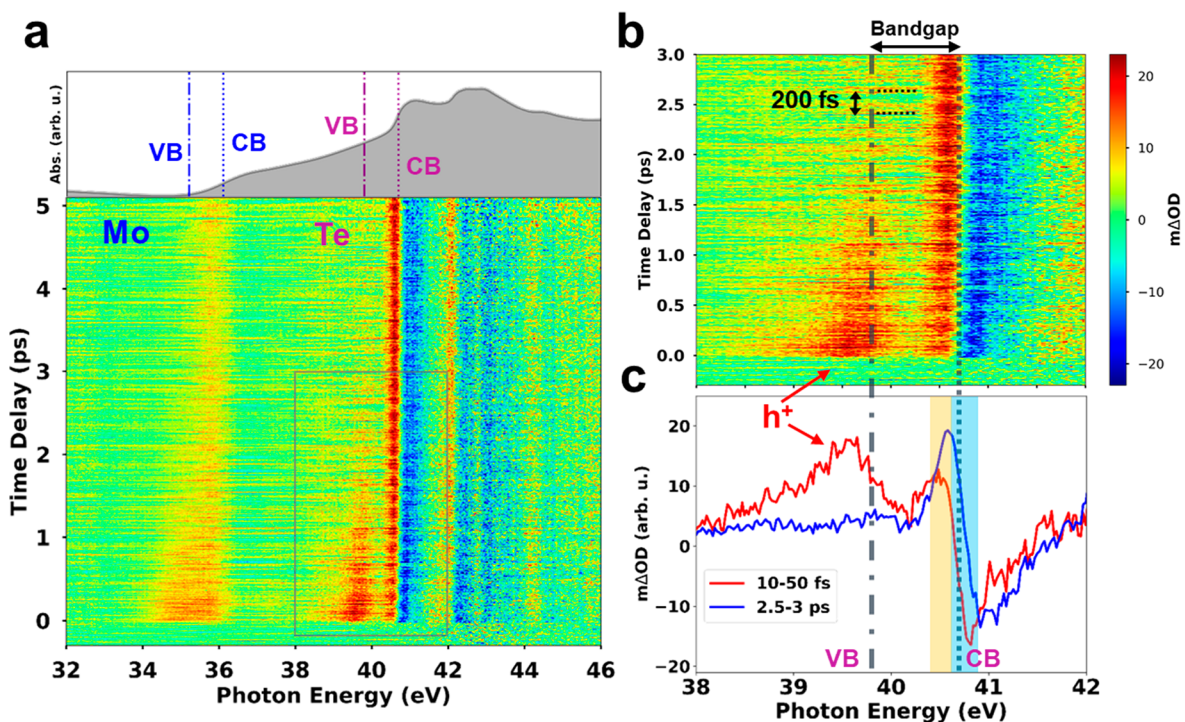 a
Abs. (arb. u.)
VB
CB
VB
CB
Mo
Te
5
4
3
2
1
0
Time Delay (ps)
32 34 36 38 40 42 44 46
Photon Energy (eV)
b
Bandgap
200 fs
3.0
2.5
2.0
1.5
1.0
0.5
0.0
Time Delay (ps)
20
10
0
−10
−20
mΔOD
c
h+
20
10
0
−10
−20
mΔOD (arb. u.)
10-50 fs
2.5-3 ps
VB
CB
38 39 40 41 42
Photon Energy (eV)